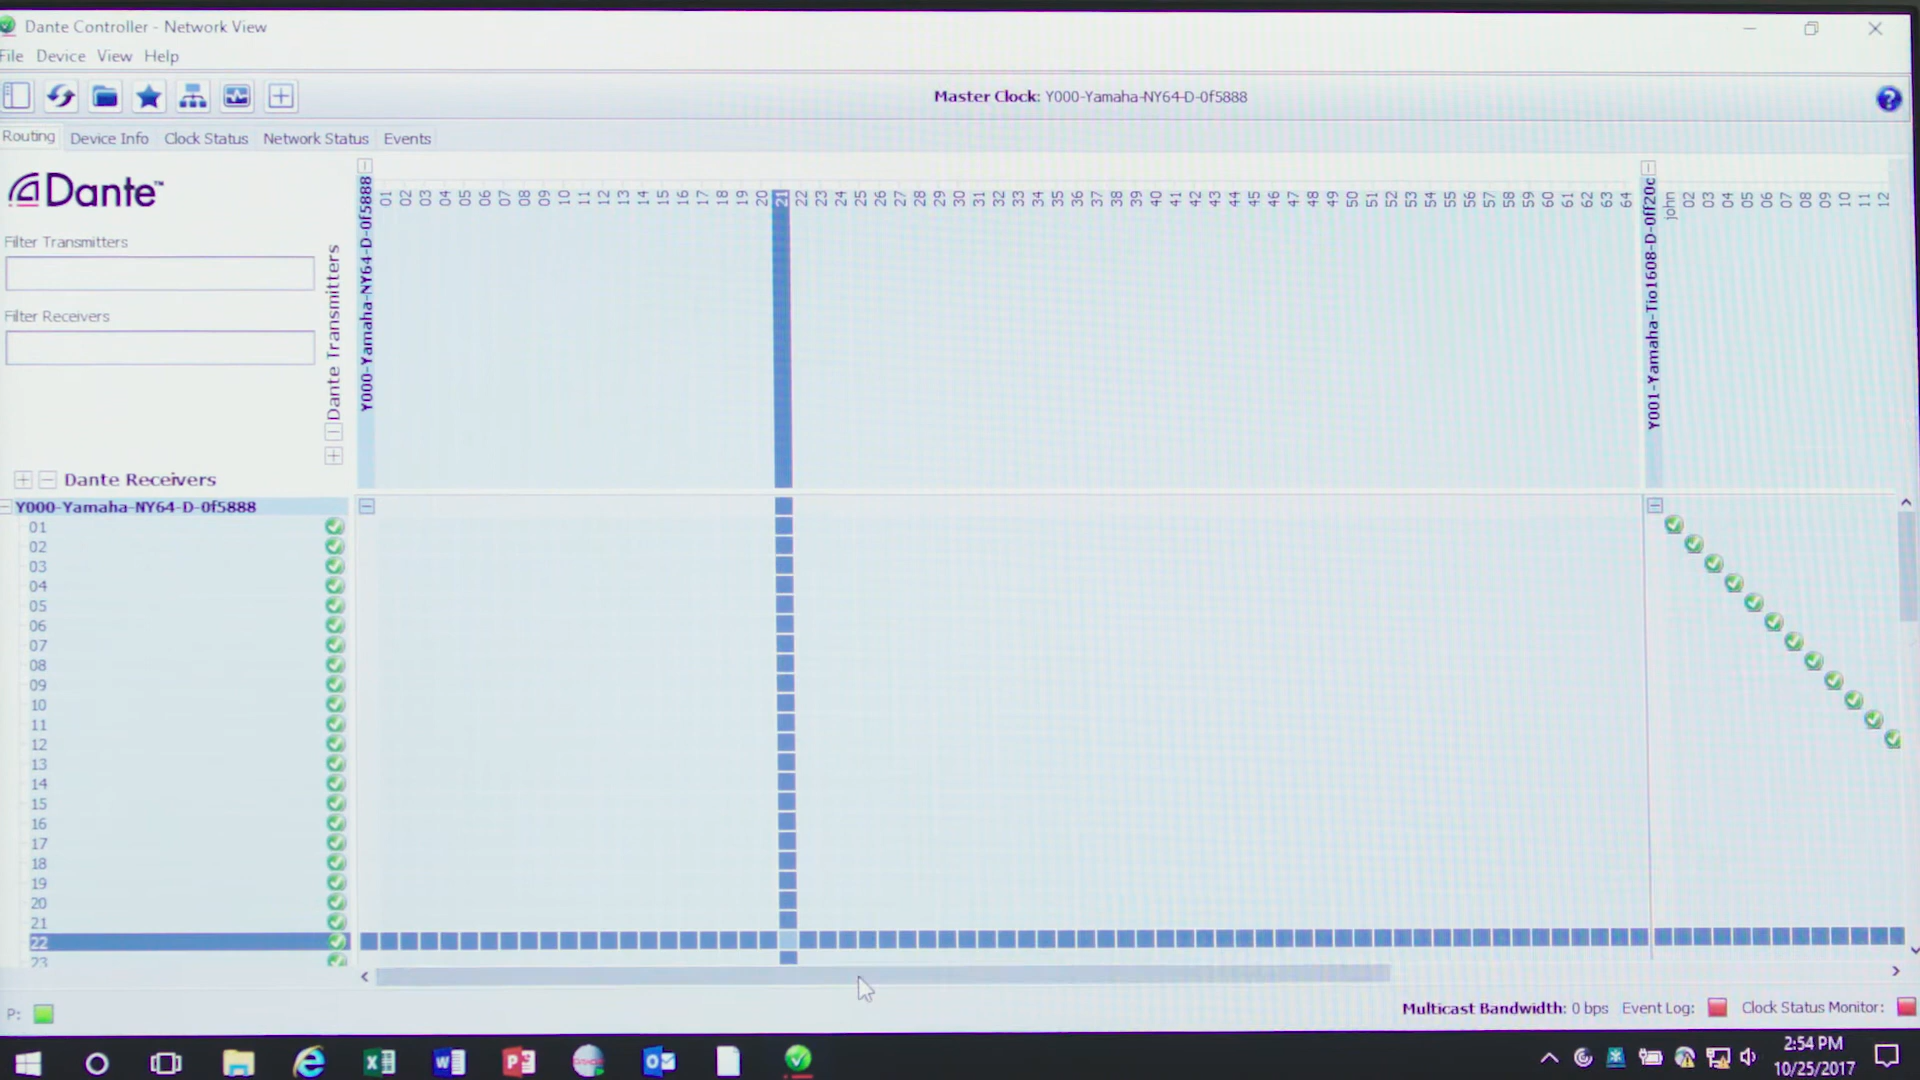 Dante Controller - Network View
File Device View Help
Master Clock: Y000-Yamaha-NY64-D-0f5888
Routing Device Info Clock Status Network Status Events
Dante™
Filter Transmitters
Filter Receivers
Dante Transmitters
Y000-Yamaha-NY64-D-0f5888
01 02 03 04 05 06 07 08 09 10 11 12 13 14 15 16 17 18 19 20 21 22 23 24 25 26 27 28 29 30 31 32 33 34 35 36 37 38 39 40 41 42 43 44 45 46 47 48 49 50 51 52 53 54 55 56 57 58 59 60 61 62 63 64
Y001-Yamaha-Tio1608-D-0ff20c
john 02 03 04 05 06 07 08 09 10 11 12
Dante Receivers
Y000-Yamaha-NY64-D-0f5888
01
02
03
04
05
06
07
08
09
10
11
12
13
14
15
16
17
18
19
20
21
22
23
P:
Multicast Bandwidth: 0 bps Event Log: Clock Status Monitor:
2:54 PM
10/25/2017